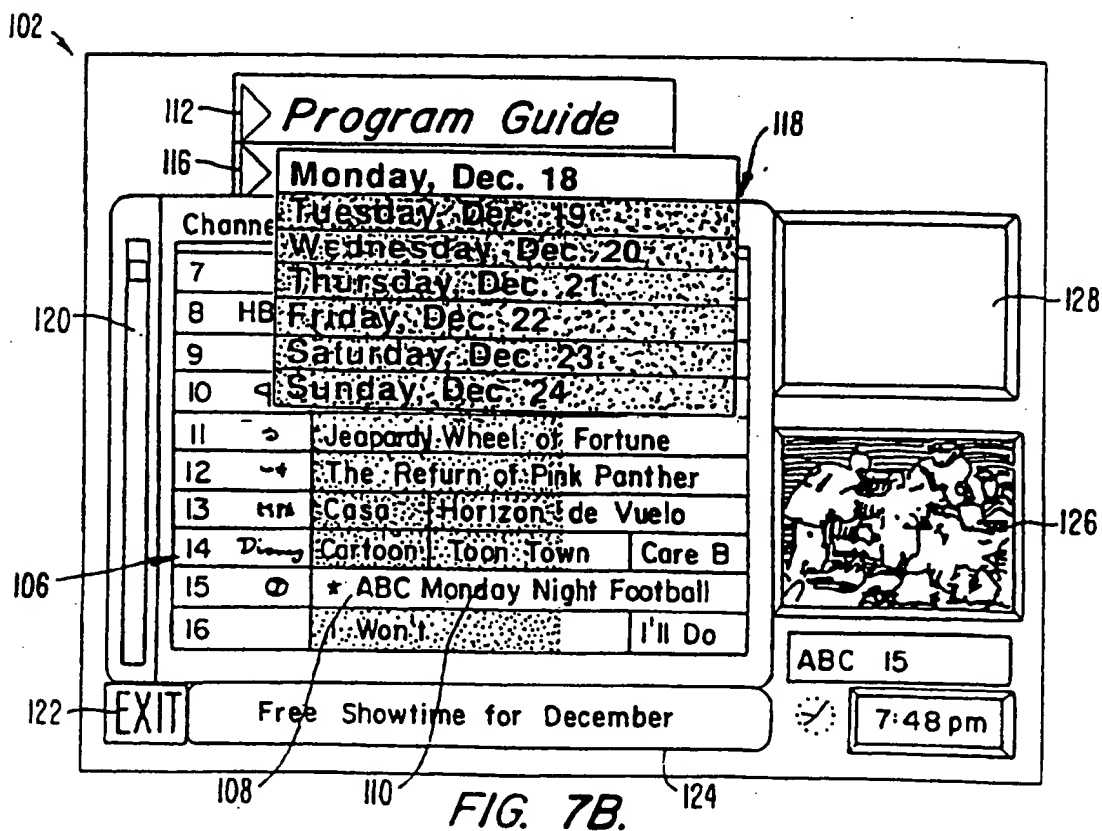 102
112
Program Guide
118
116
Monday, Dec. 18
Tuesday, Dec. 19
Wednesday, Dec. 20
Thursday, Dec. 21
Friday, Dec. 22
Saturday, Dec. 23
Sunday, Dec. 24
Channe
7
8 HB
9
10
120
128
11 Jeopardy Wheel of Fortune
12 The Return of Pink Panther
13 Casa Horizont de Vuelo
14 Disney Cartoon Toon Town Care B
15 * ABC Monday Night Football
16 I Won't I'll Do
106
126
ABC 15
122
EXIT
Free Showtime for December
7:48 pm
108
110
124
FIG. 7B.